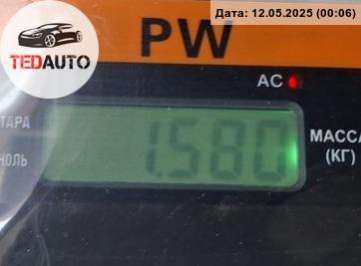 Дата: 12.05.2025 (00:06)
TEDAUTO
PW
AC
ТАРА
НОЛЬ
1.580
МАССА
(КГ)